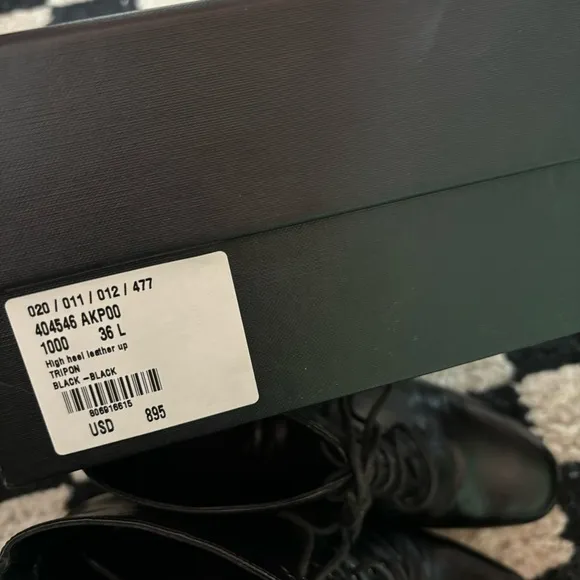 020 / 011 / 012 / 477
404546 AKP00
1000 36 L
High heel leather up
TRIPON
BLACK -BLACK
806916615
USD 895